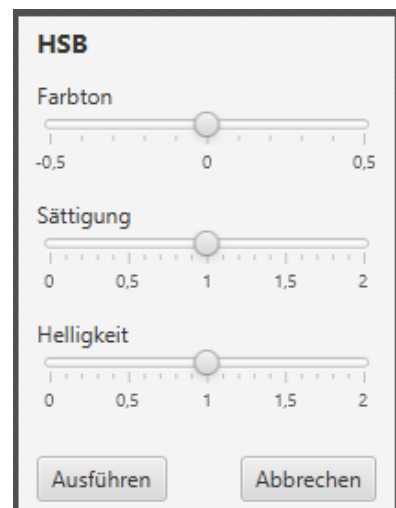 HSB
Farbton
-0,5 0 0,5
Sättigung
0 0,5 1 1,5 2
Helligkeit
0 0,5 1 1,5 2
Ausführen Abbrechen